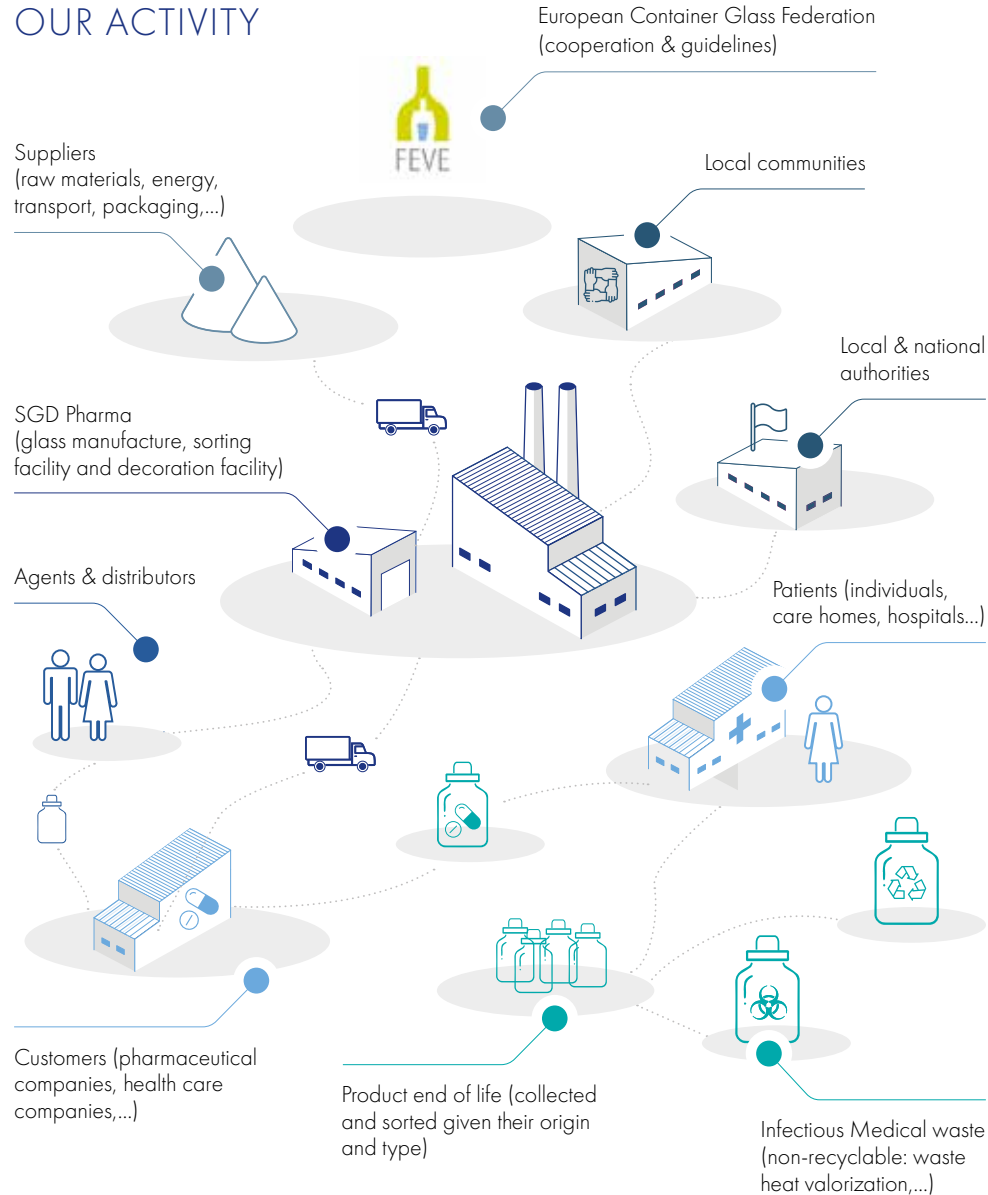 OUR ACTIVITY
European Container Glass Federation
(cooperation & guidelines)
FEVE
Suppliers
(raw materials, energy,
transport, packaging,...)
Local communities
Local & national
authorities
SGD Pharma
(glass manufacture, sorting
facility and decoration facility)
Agents & distributors
Patients (individuals,
care homes, hospitals...)
Customers (pharmaceutical
companies, health care
companies,...)
Product end of life (collected
and sorted given their origin
and type)
Infectious Medical waste
(non-recyclable: waste
heat valorization,...)